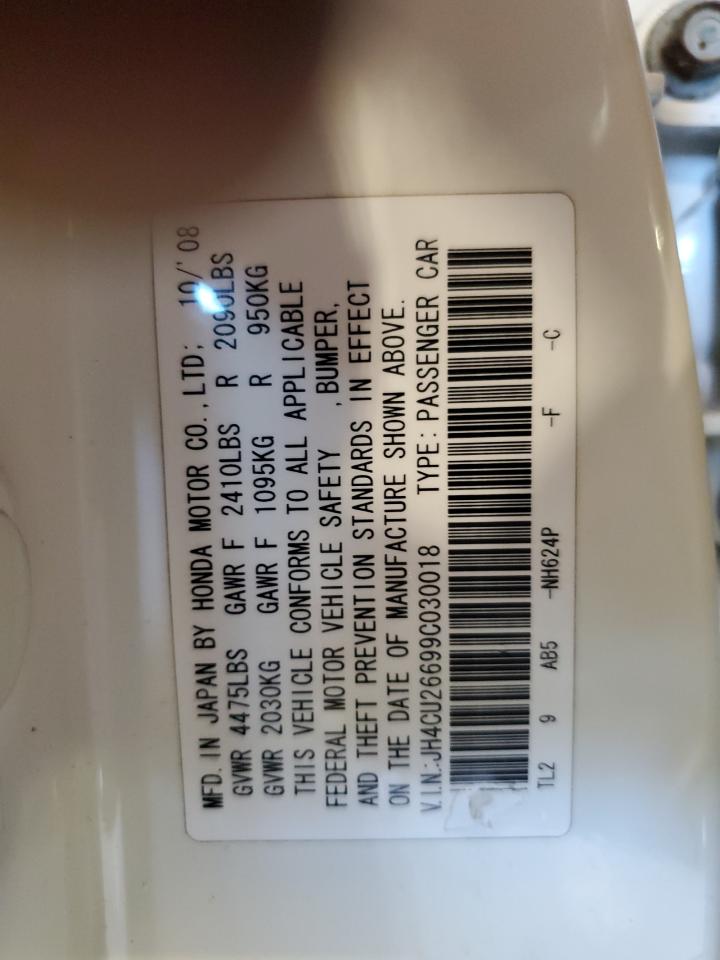 MFD. IN JAPAN BY HONDA MOTOR CO., LTD; 10/'08
GVWR 4475LBS GAWR F 2410LBS R 2090LBS
GVWR 2030KG GAWR F 1095KG R 950KG
THIS VEHICLE CONFORMS TO ALL APPLICABLE
FEDERAL MOTOR VEHICLE SAFETY ,BUMPER,
AND THEFT PREVENTION STANDARDS IN EFFECT
ON THE DATE OF MANUFACTURE SHOWN ABOVE.
V.I.N.:JH4CU26699C030018 TYPE: PASSENGER CAR
TL2 9 AB5 -NH624P -F -C